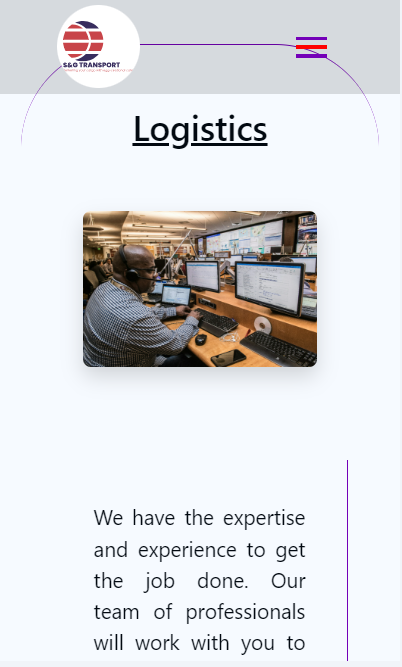 S&G TRANSPORT
Logistics
We have the expertise
and experience to get
the job done. Our
team of professionals
will work with you to